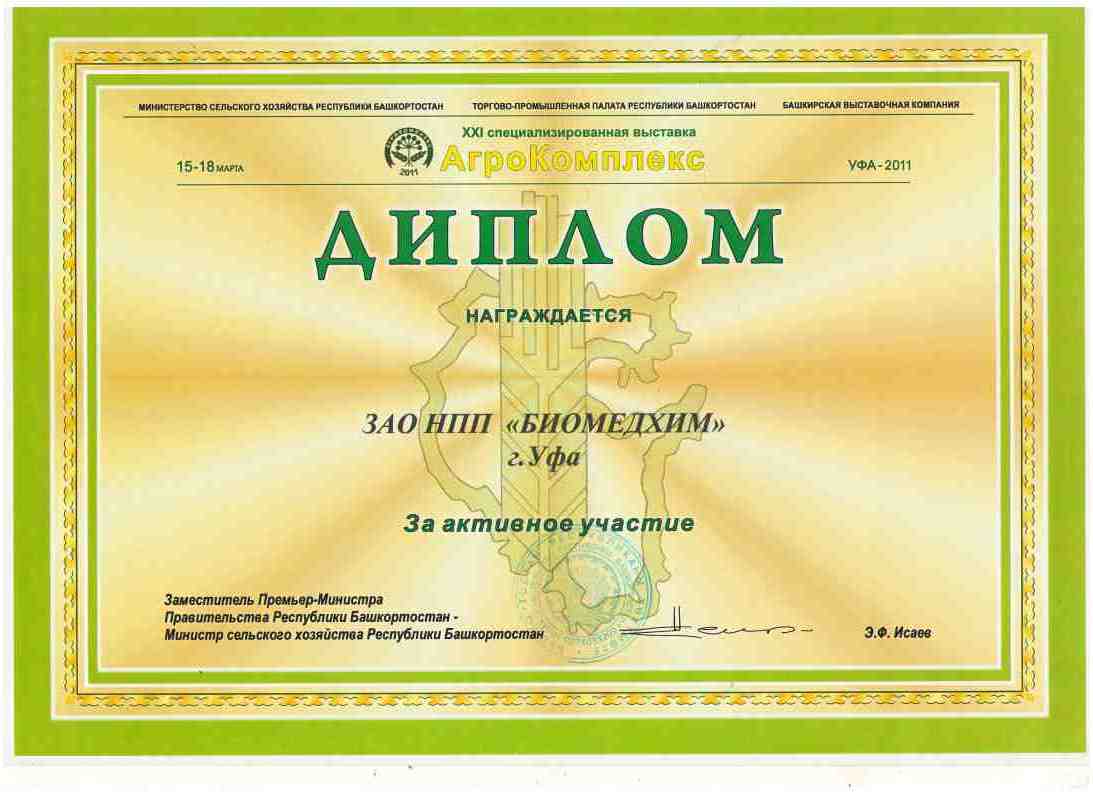 МИНИСТЕРСТВО СЕЛЬСКОГО ХОЗЯЙСТВА РЕСПУБЛИКИ БАШКОРТОСТАН ТОРГОВО-ПРОМЫШЛЕННАЯ ПАЛАТА РЕСПУБЛИКИ БАШКОРТОСТАН БАШКИРСКАЯ ВЫСТАВОЧНАЯ КОМПАНИЯ
XXI специализированная выставка
15-18 МАРТА 2011 АгроКомплекс УФА-2011
ДИПЛОМ
НАГРАЖДАЕТСЯ
ЗАО НПП «БИОМЕДХИМ»
г.Уфа
За активное участие
Заместитель Премьер-Министра
Правительства Республики Башкортостан -
Министр сельского хозяйства Республики Башкортостан Э.Ф. Исаев